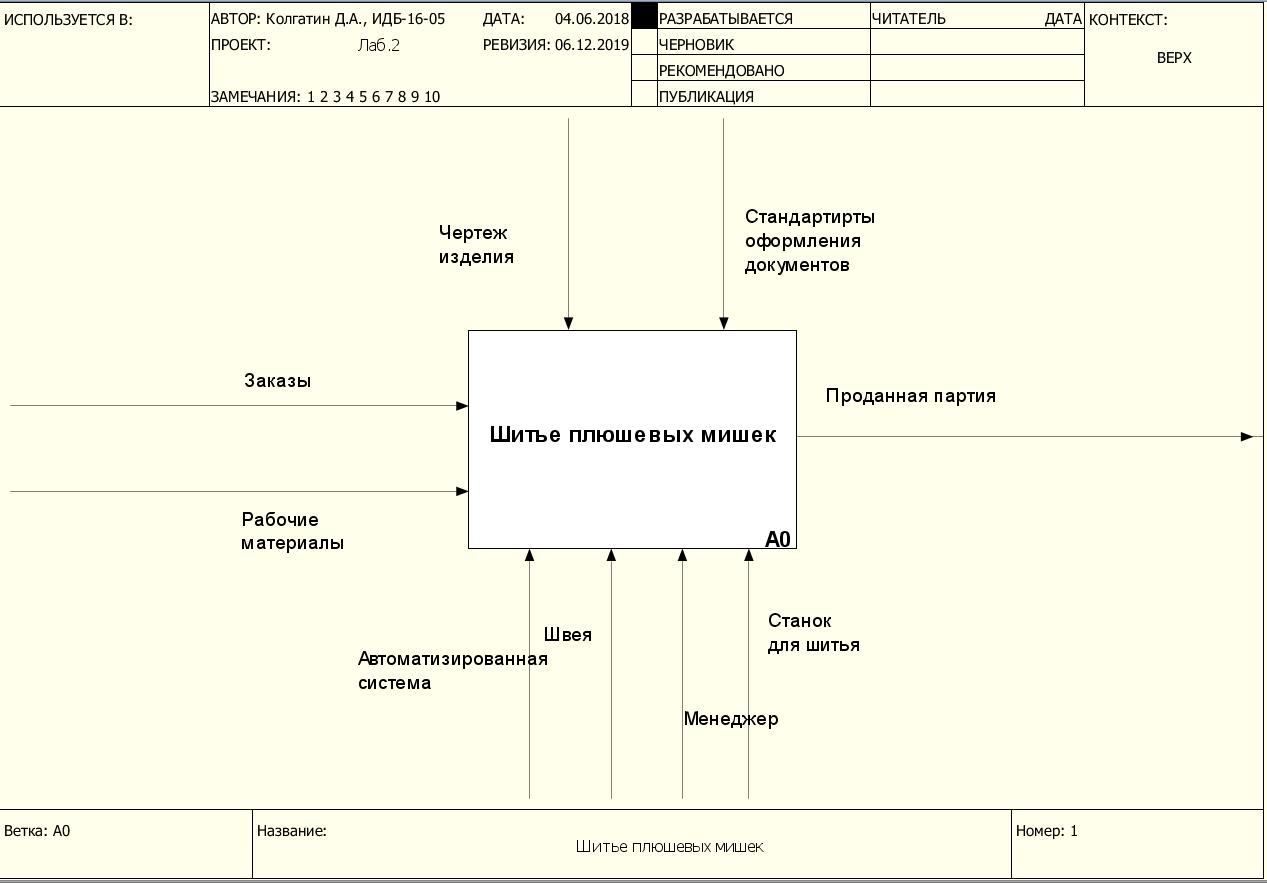 ИСПОЛЬЗУЕТСЯ В:
АВТОР: Колгатин Д.А., ИДБ-16-05
ДАТА: 04.06.2018
ПРОЕКТ: Лаб.2
РЕВИЗИЯ: 06.12.2019
ЗАМЕЧАНИЯ: 1 2 3 4 5 6 7 8 9 10
РАЗРАБАТЫВАЕТСЯ
ЧЕРНОВИК
РЕКОМЕНДОВАНО
ПУБЛИКАЦИЯ
ЧИТАТЕЛЬ ДАТА
КОНТЕКСТ:
ВЕРХ
Чертеж
изделия
Стандартирты
оформления
документов
Заказы
Рабочие
материалы
Шитье плюшевых мишек
A0
Проданная партия
Автоматизированная
система
Швея
Менеджер
Станок
для шитья
Ветка: A0
Название:
Шитье плюшевых мишек
Номер: 1